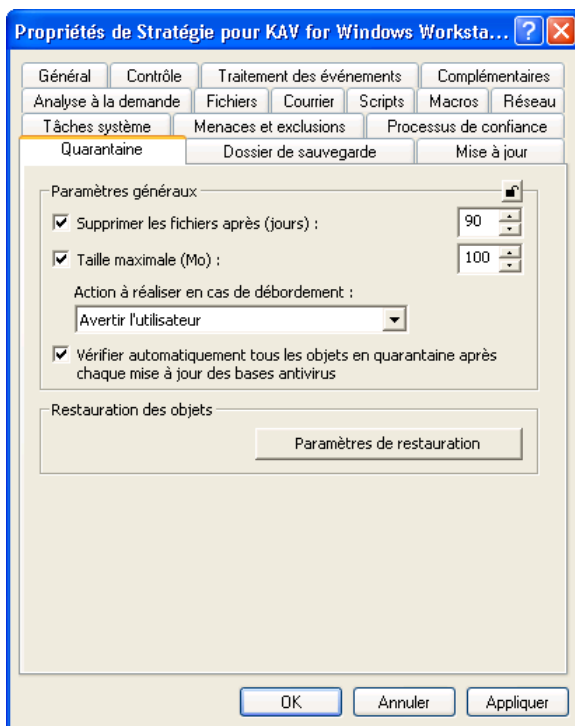 Propriétés de Stratégie pour KAV for Windows Worksta...
Général Contrôle Traitement des événements Complémentaires
Analyse à la demande Fichiers Courrier Scripts Macros Réseau
Tâches système Menaces et exclusions Processus de confiance
Quarantaine Dossier de sauvegarde Mise à jour
Paramètres généraux
Supprimer les fichiers après (jours) : 90
Taille maximale (Mo) : 100
Action à réaliser en cas de débordement :
Avertir l'utilisateur
Vérifier automatiquement tous les objets en quarantaine après
chaque mise à jour des bases antivirus
Restauration des objets
Paramètres de restauration
OK Annuler Appliquer